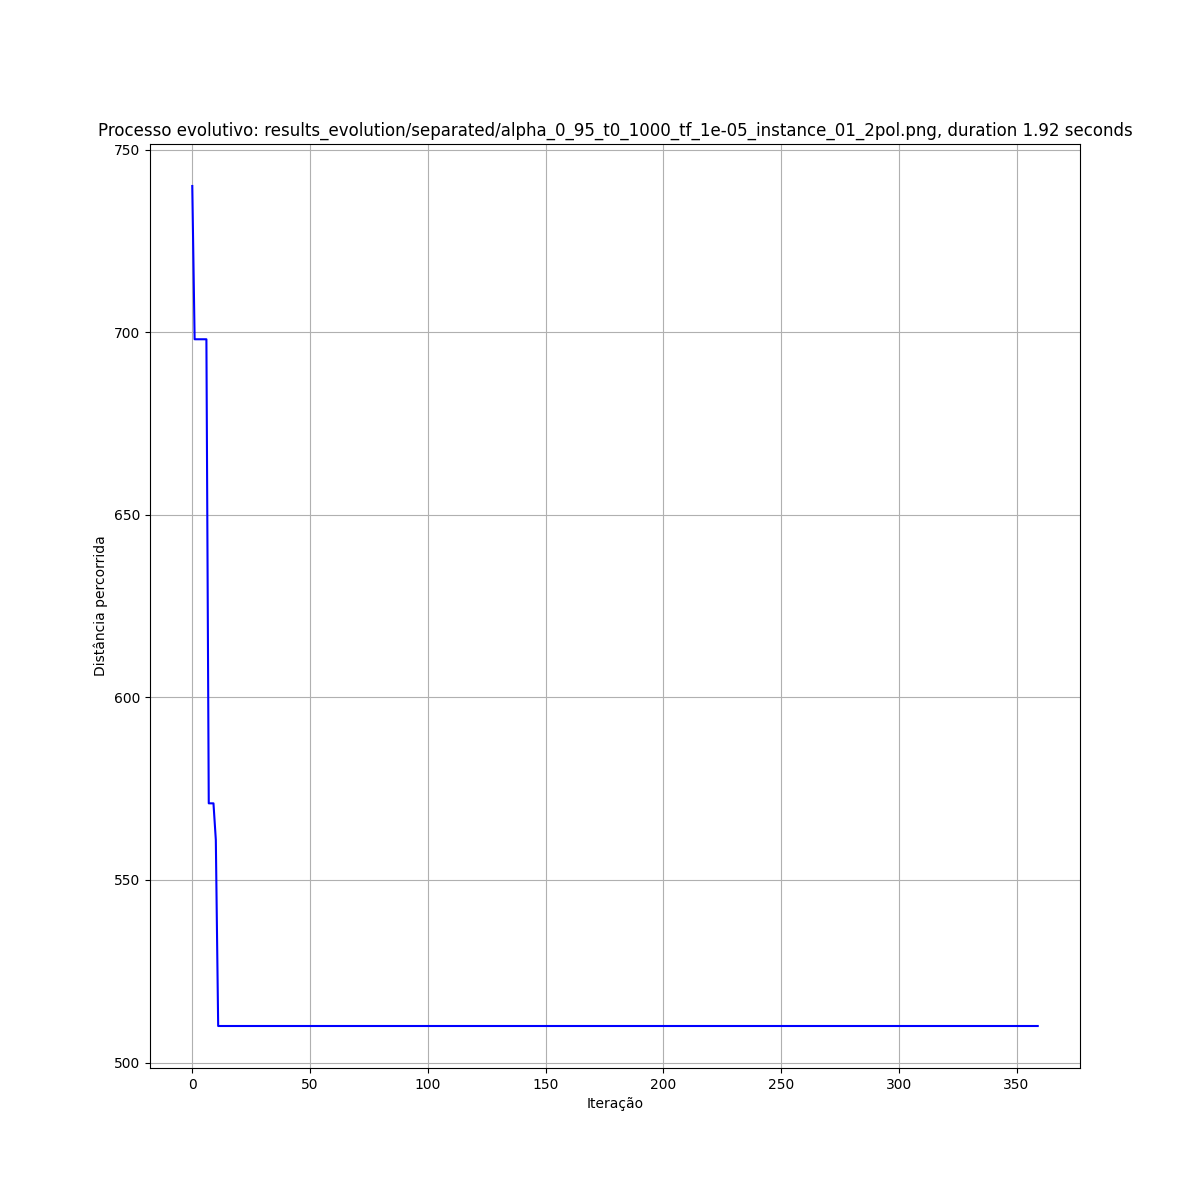 Processo evolutivo: results_evolution/separated/alpha_0_95_t0_1000_tf_1e-05_instance_01_2pol.png, duration 1.92 seconds
750
700
650
600
550
500
Distância percorrida
0 50 100 150 200 250 300 350
Iteração